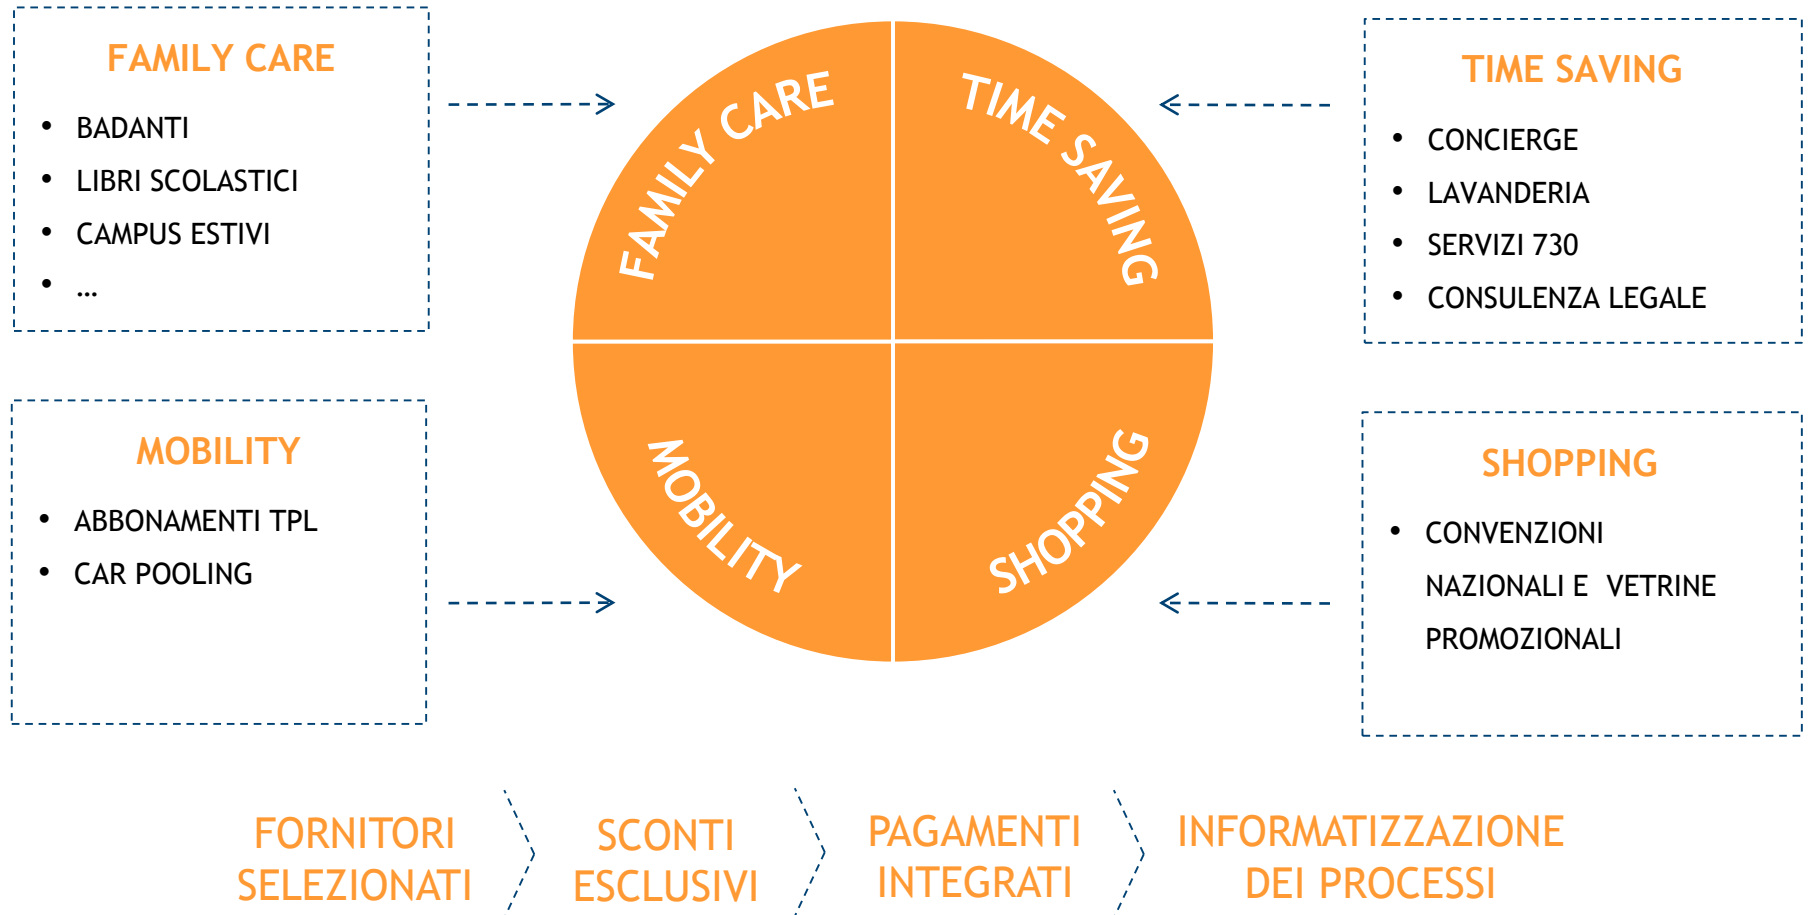 FAMILY CARE
• BADANTI
• LIBRI SCOLASTICI
• CAMPUS ESTIVI
• …
FAMILY CARE
TIME SAVING
TIME SAVING
• CONCIERGE
• LAVANDERIA
• SERVIZI 730
• CONSULENZA LEGALE
MOBILITY
• ABBONAMENTI TPL
• CAR POOLING
MOBILITY
SHOPPING
SHOPPING
• CONVENZIONI
NAZIONALI E VETRINE
PROMOZIONALI
FORNITORI
SELEZIONATI
SCONTI
ESCLUSIVI
PAGAMENTI
INTEGRATI
INFORMATIZZAZIONE
DEI PROCESSI